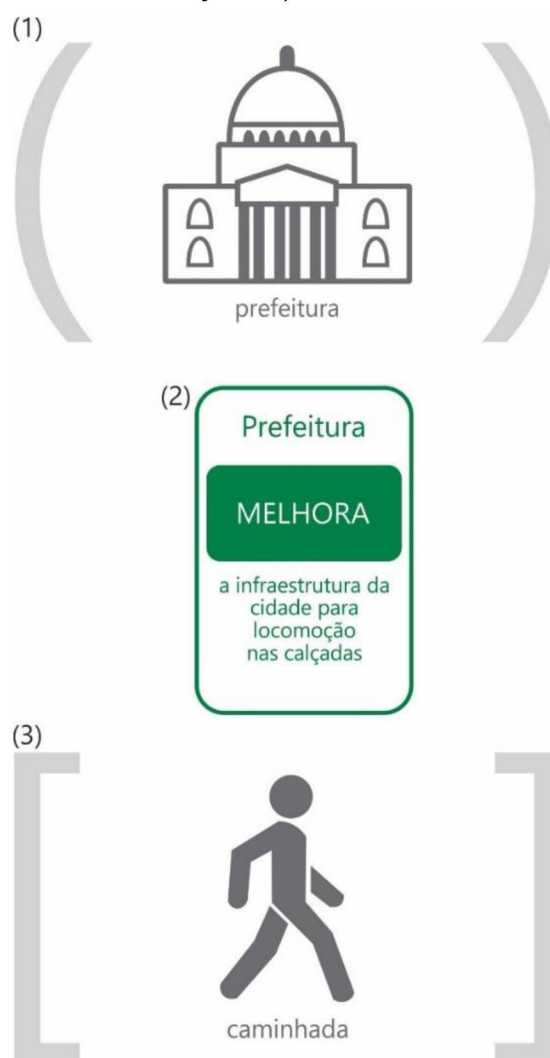 (1)
prefeitura
(2)
Prefeitura
MELHORA
a infraestrutura da
cidade para
locomoção
nas calçadas
(3)
caminhada